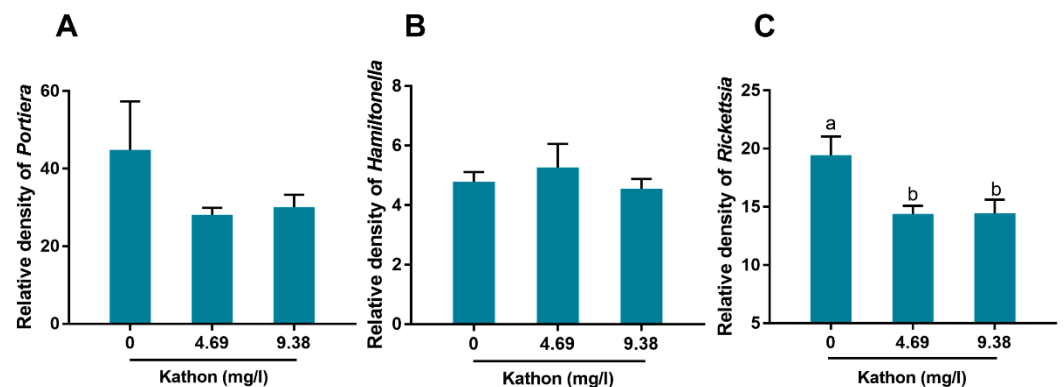 A
Relative density of Portiera
60
40
20
0
0 4.69 9.38
Kathon (mg/l)
B
Relative density of Hamiltonella
8
6
4
2
0
0 4.69 9.38
Kathon (mg/l)
C
Relative density of Rickettsia
25
20
15
10
5
a
b b
0 4.69 9.38
Kathon (mg/l)